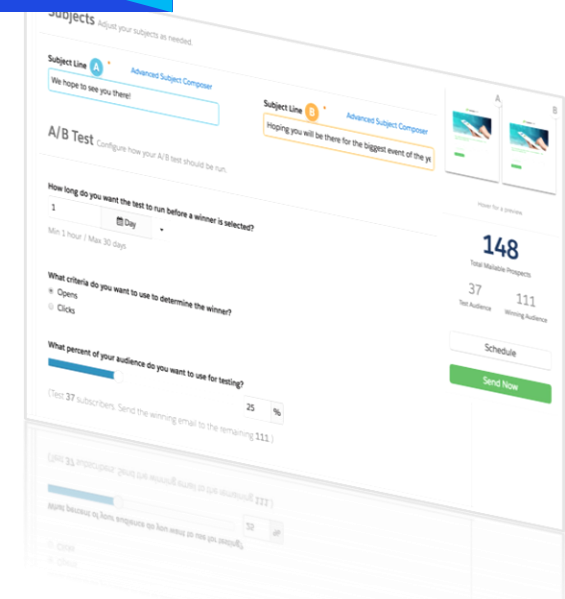 Subjects Adjust your subjects as needed.
Subject Line A * Advanced Subject Composer
We hope to see you there!
Subject Line B * Advanced Subject Composer
Hoping you will be there for the biggest event of the ye
A/B Test Configure how your A/B test should be run.
How long do you want the test to run before a winner is selected?
1 Day
Min 1 hour / Max 30 days
What criteria do you want to use to determine the winner?
Opens
Clicks
What percent of your audience do you want to use for testing?
25 %
(Test 37 subscribers. Send the winning email to the remaining 111.)
A B
Hover for a preview
148
Total Mailable Prospects
37 111
Test Audience Winning Audience
Schedule
Send Now